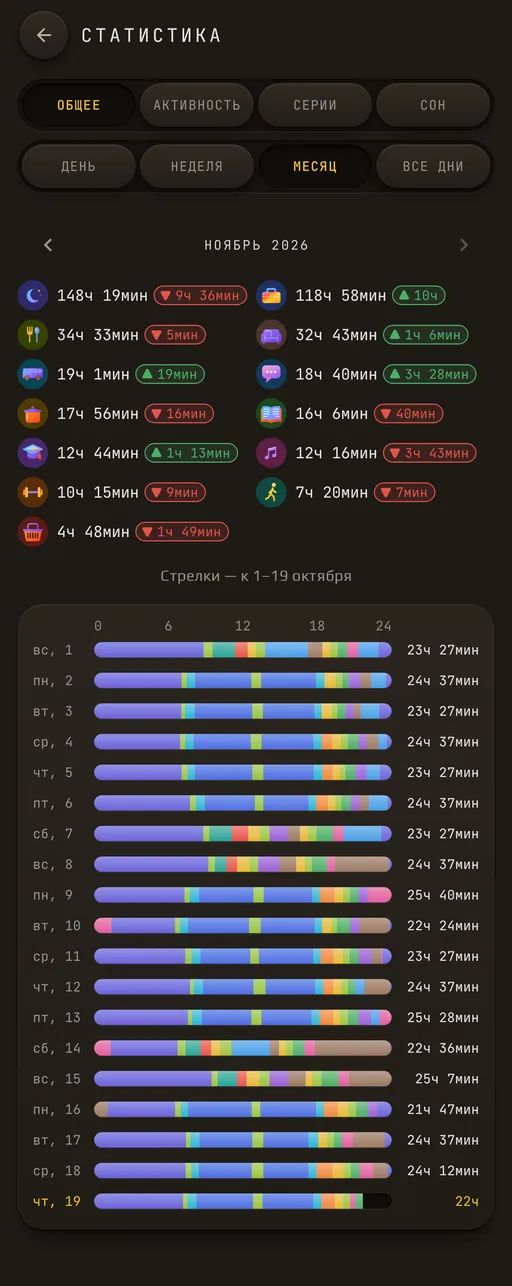 СТАТИСТИКА
ОБЩЕЕ АКТИВНОСТЬ СЕРИИ СОН
ДЕНЬ НЕДЕЛЯ МЕСЯЦ ВСЕ ДНИ
НОЯБРЬ 2026
148ч 19мин ▼ 9ч 36мин 118ч 58мин ▲ 10ч
34ч 33мин ▼ 5мин 32ч 43мин ▲ 1ч 6мин
19ч 1мин ▲ 19мин 18ч 40мин ▲ 3ч 28мин
17ч 56мин ▼ 16мин 16ч 6мин ▼ 40мин
12ч 44мин ▲ 1ч 13мин 12ч 16мин ▼ 3ч 43мин
10ч 15мин ▼ 9мин 7ч 20мин ▼ 7мин
4ч 48мин ▼ 1ч 49мин
Стрелки — к 1–19 октября
0 6 12 18 24
вс, 1 23ч 27мин
пн, 2 24ч 37мин
вт, 3 23ч 27мин
ср, 4 24ч 37мин
чт, 5 23ч 27мин
пт, 6 24ч 37мин
сб, 7 23ч 27мин
вс, 8 24ч 37мин
пн, 9 25ч 40мин
вт, 10 22ч 24мин
ср, 11 23ч 27мин
чт, 12 24ч 37мин
пт, 13 25ч 28мин
сб, 14 22ч 36мин
вс, 15 25ч 7мин
пн, 16 21ч 47мин
вт, 17 24ч 37мин
ср, 18 24ч 12мин
чт, 19 22ч